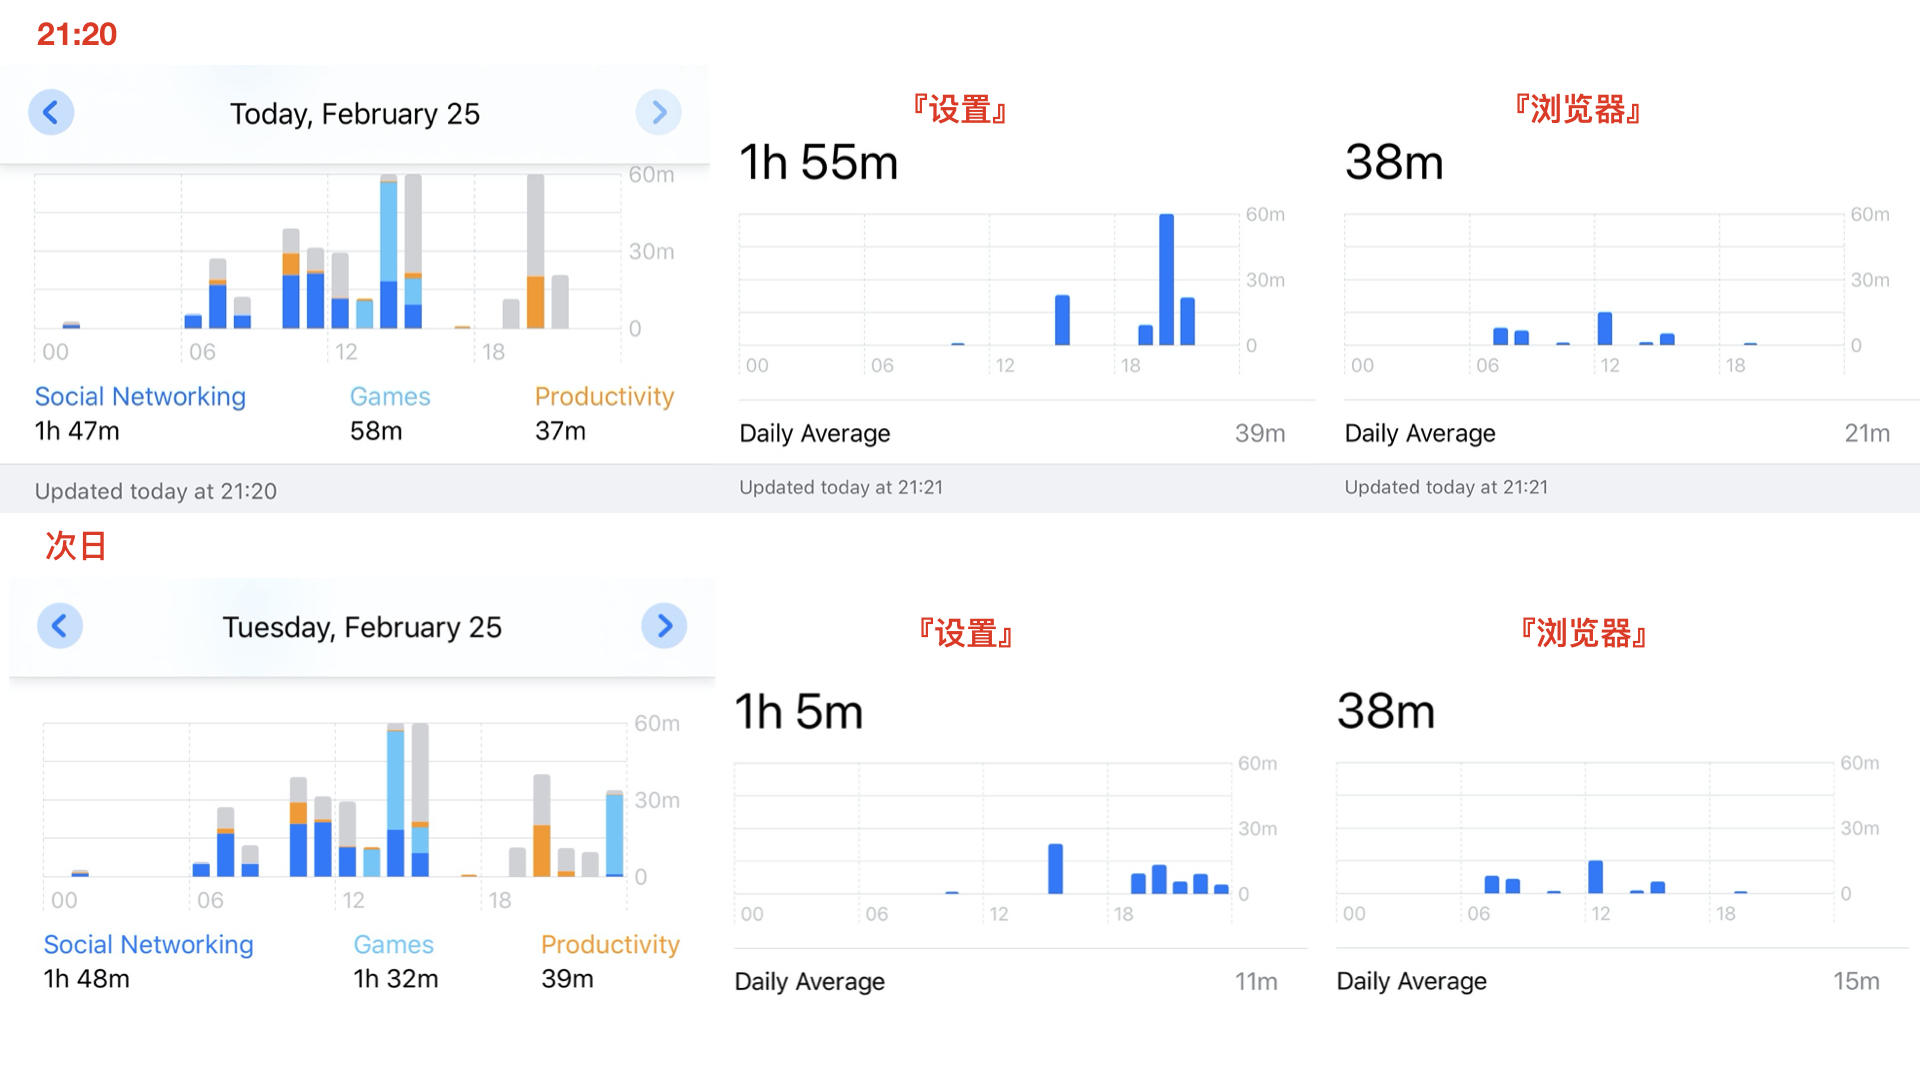 21:20
Today, February 25
60m
30m
0
00 06 12 18
Social Networking Games Productivity
1h 47m 58m 37m
Updated today at 21:20
『设置』
1h 55m
60m
30m
0
00 06 12 18
Daily Average 39m
Updated today at 21:21
『浏览器』
38m
60m
30m
0
00 06 12 18
Daily Average 21m
Updated today at 21:21
次日
Tuesday, February 25
60m
30m
0
00 06 12 18
Social Networking Games Productivity
1h 48m 1h 32m 39m
『设置』
1h 5m
60m
30m
0
00 06 12 18
Daily Average 11m
『浏览器』
38m
60m
30m
0
00 06 12 18
Daily Average 15m